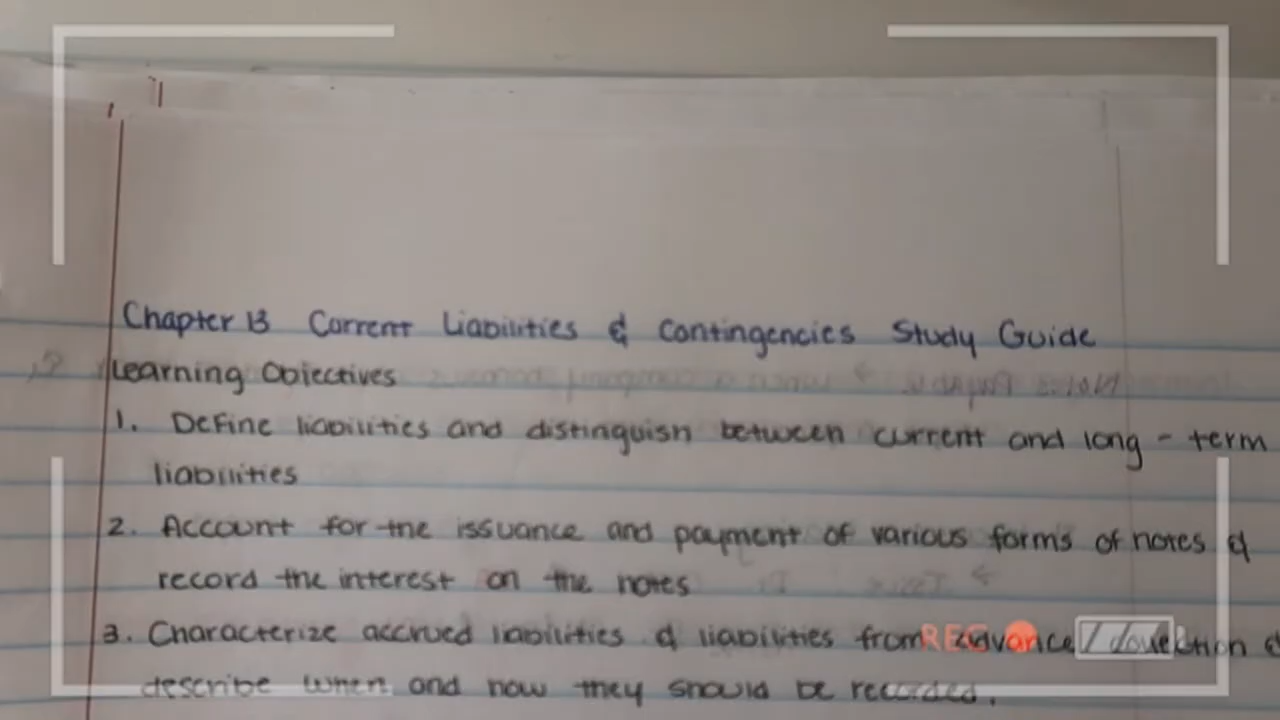 Chapter 13 Current Liabilities & Contingencies Study Guide
Learning Objectives
1. Define liabilities and distinguish between current and long - term
liabilities
2. Account for the issuance and payment of various forms of notes &
record the interest on the notes
3. Characterize accrued liabilities & liabilities from advance
describe when and how they should be recorded.
REC